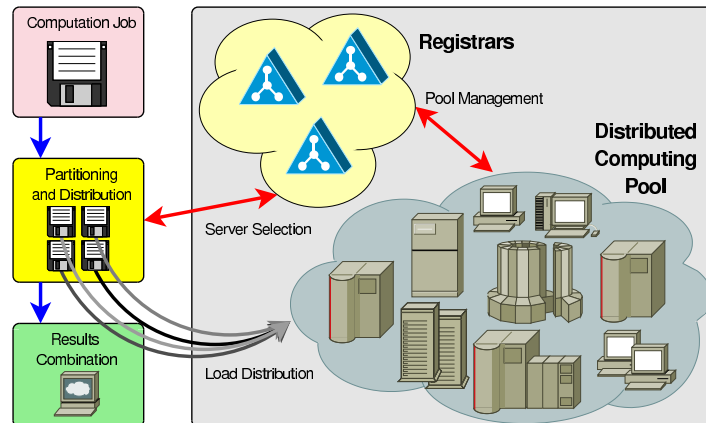 Computation Job
Partitioning
and Distribution
Results
Combination
Registrars
Pool Management
Distributed
Computing
Pool
Server Selection
Load Distribution